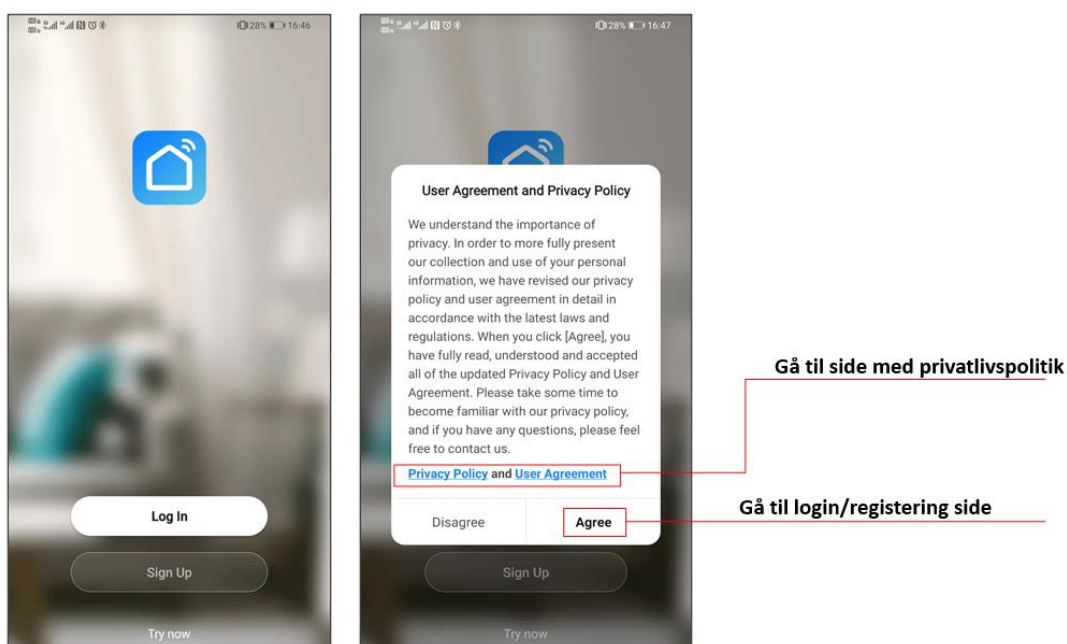 28% 16:46
Log In
Sign Up
Try now
28% 16:47
User Agreement and Privacy Policy
We understand the importance of
privacy. In order to more fully present
our collection and use of your personal
information, we have revised our privacy
policy and user agreement in detail in
accordance with the latest laws and
regulations. When you click [Agree], you
have fully read, understood and accepted
all of the updated Privacy Policy and User
Agreement. Please take some time to
become familiar with our privacy policy,
and if you have any questions, please feel
free to contact us.
Privacy Policy and User Agreement
Disagree
Agree
Sign Up
Try now
Gå til side med privatlivspolitik
Gå til login/registering side